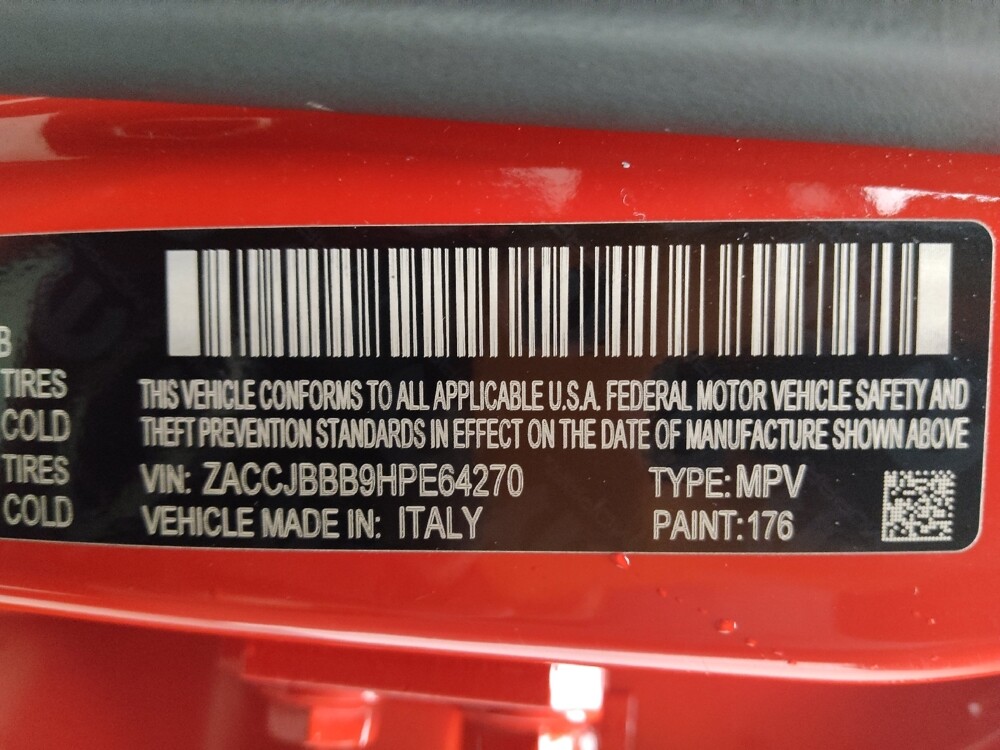 B
TIRES
COLD
TIRES
COLD
THIS VEHICLE CONFORMS TO ALL APPLICABLE U.S.A. FEDERAL MOTOR VEHICLE SAFETY AND
THEFT PREVENTION STANDARDS IN EFFECT ON THE DATE OF MANUFACTURE SHOWN ABOVE
VIN: ZACCJBBB9HPE64270 TYPE: MPV
VEHICLE MADE IN: ITALY PAINT: 176